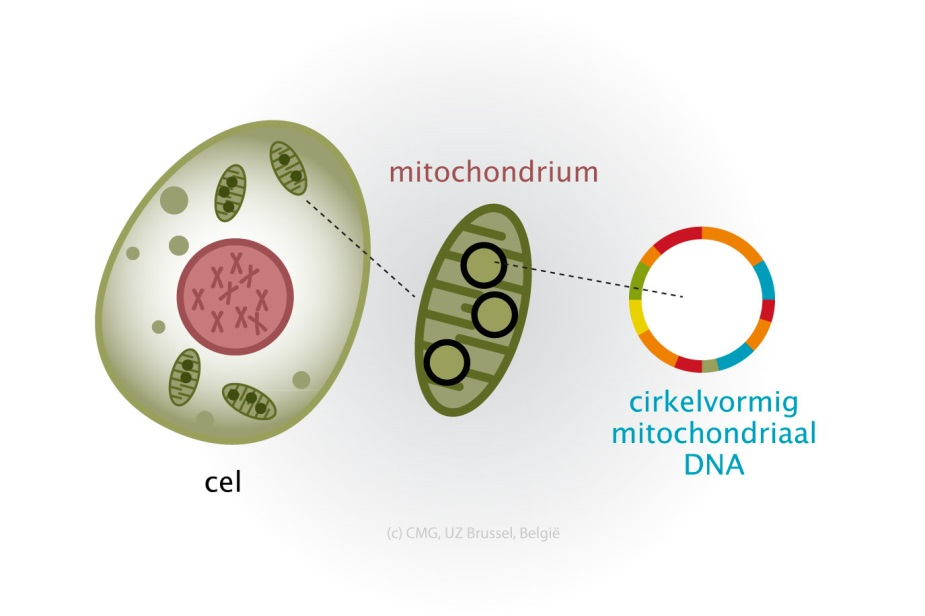 mitochondrium
cirkelvormig
mitochondriaal
DNA
cel
(c) CMG, UZ Brussel, België